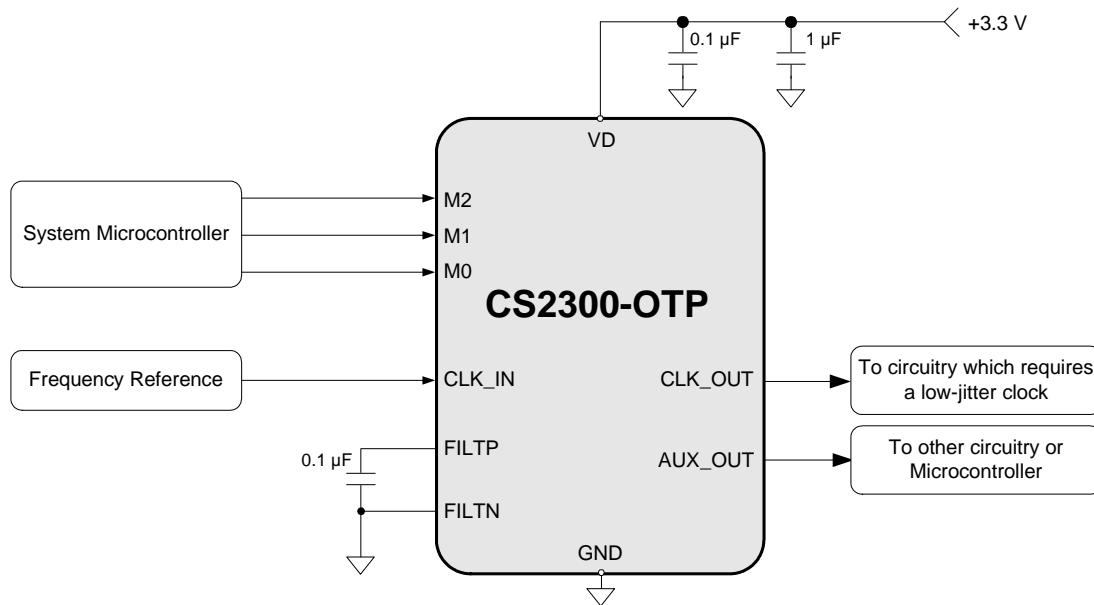 +3.3 V
0.1 µF
1 µF
VD
System Microcontroller
M2
M1
M0
CS2300-OTP
Frequency Reference
CLK_IN
CLK_OUT
To circuitry which requires
a low-jitter clock
0.1 µF
FILTP
AUX_OUT
To other circuitry or
Microcontroller
FILTN
GND